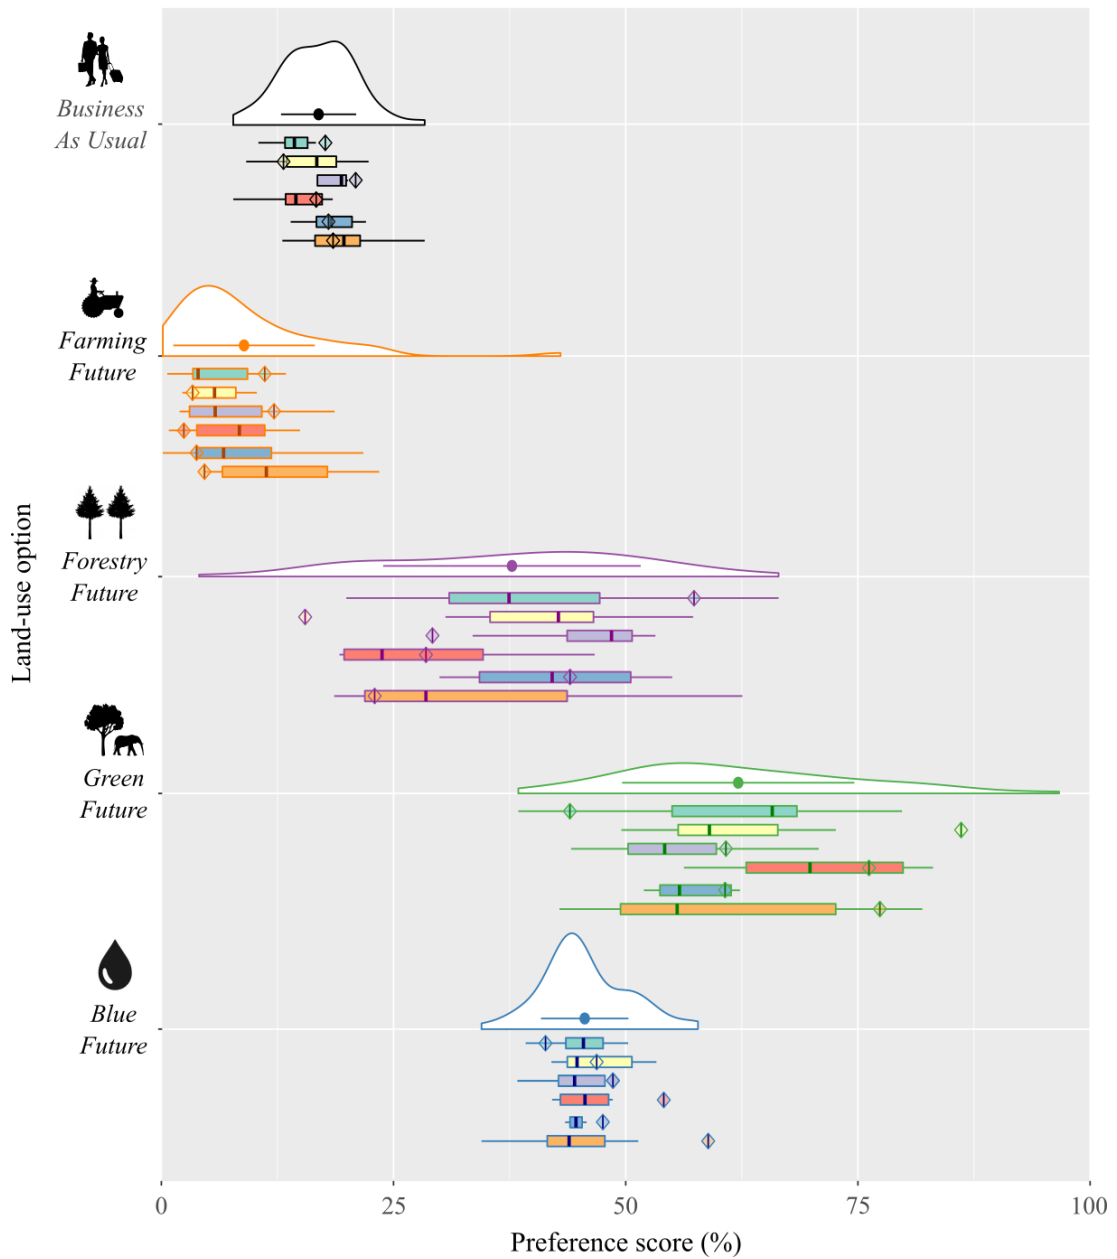 Business
As Usual
Farming
Future
Forestry
Future
Green
Future
Blue
Future
Land-use option
0
25
50
75
100
Preference score (%)